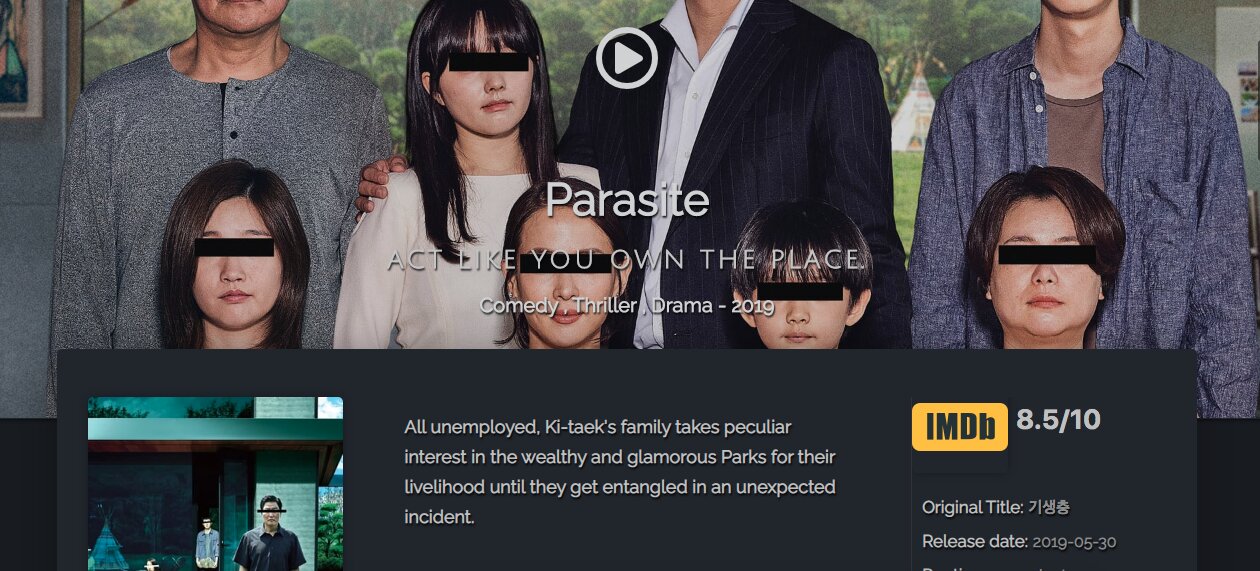 Parasite
ACT LIKE YOU OWN THE PLACE.
Comedy , Thriller , Drama - 2019
All unemployed, Ki-taek's family takes peculiar
interest in the wealthy and glamorous Parks for their
livelihood until they get entangled in an unexpected
incident.
IMDb 8.5/10
Original Title: 기생충
Release date: 2019-05-30